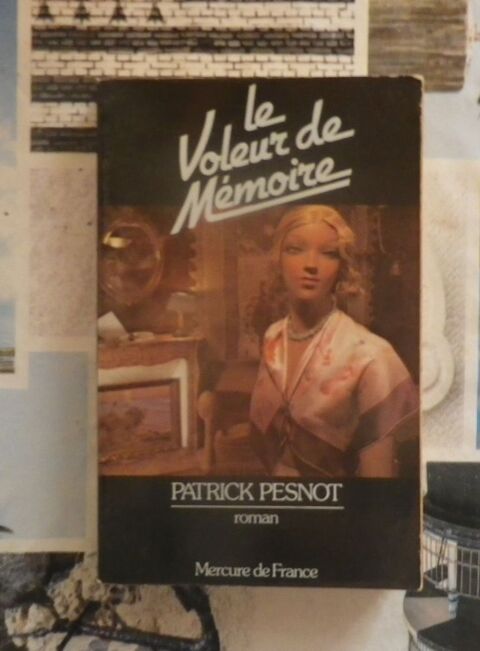 le
Voleur de
Mémoire
PATRICK PESNOT
roman
Mercure de France